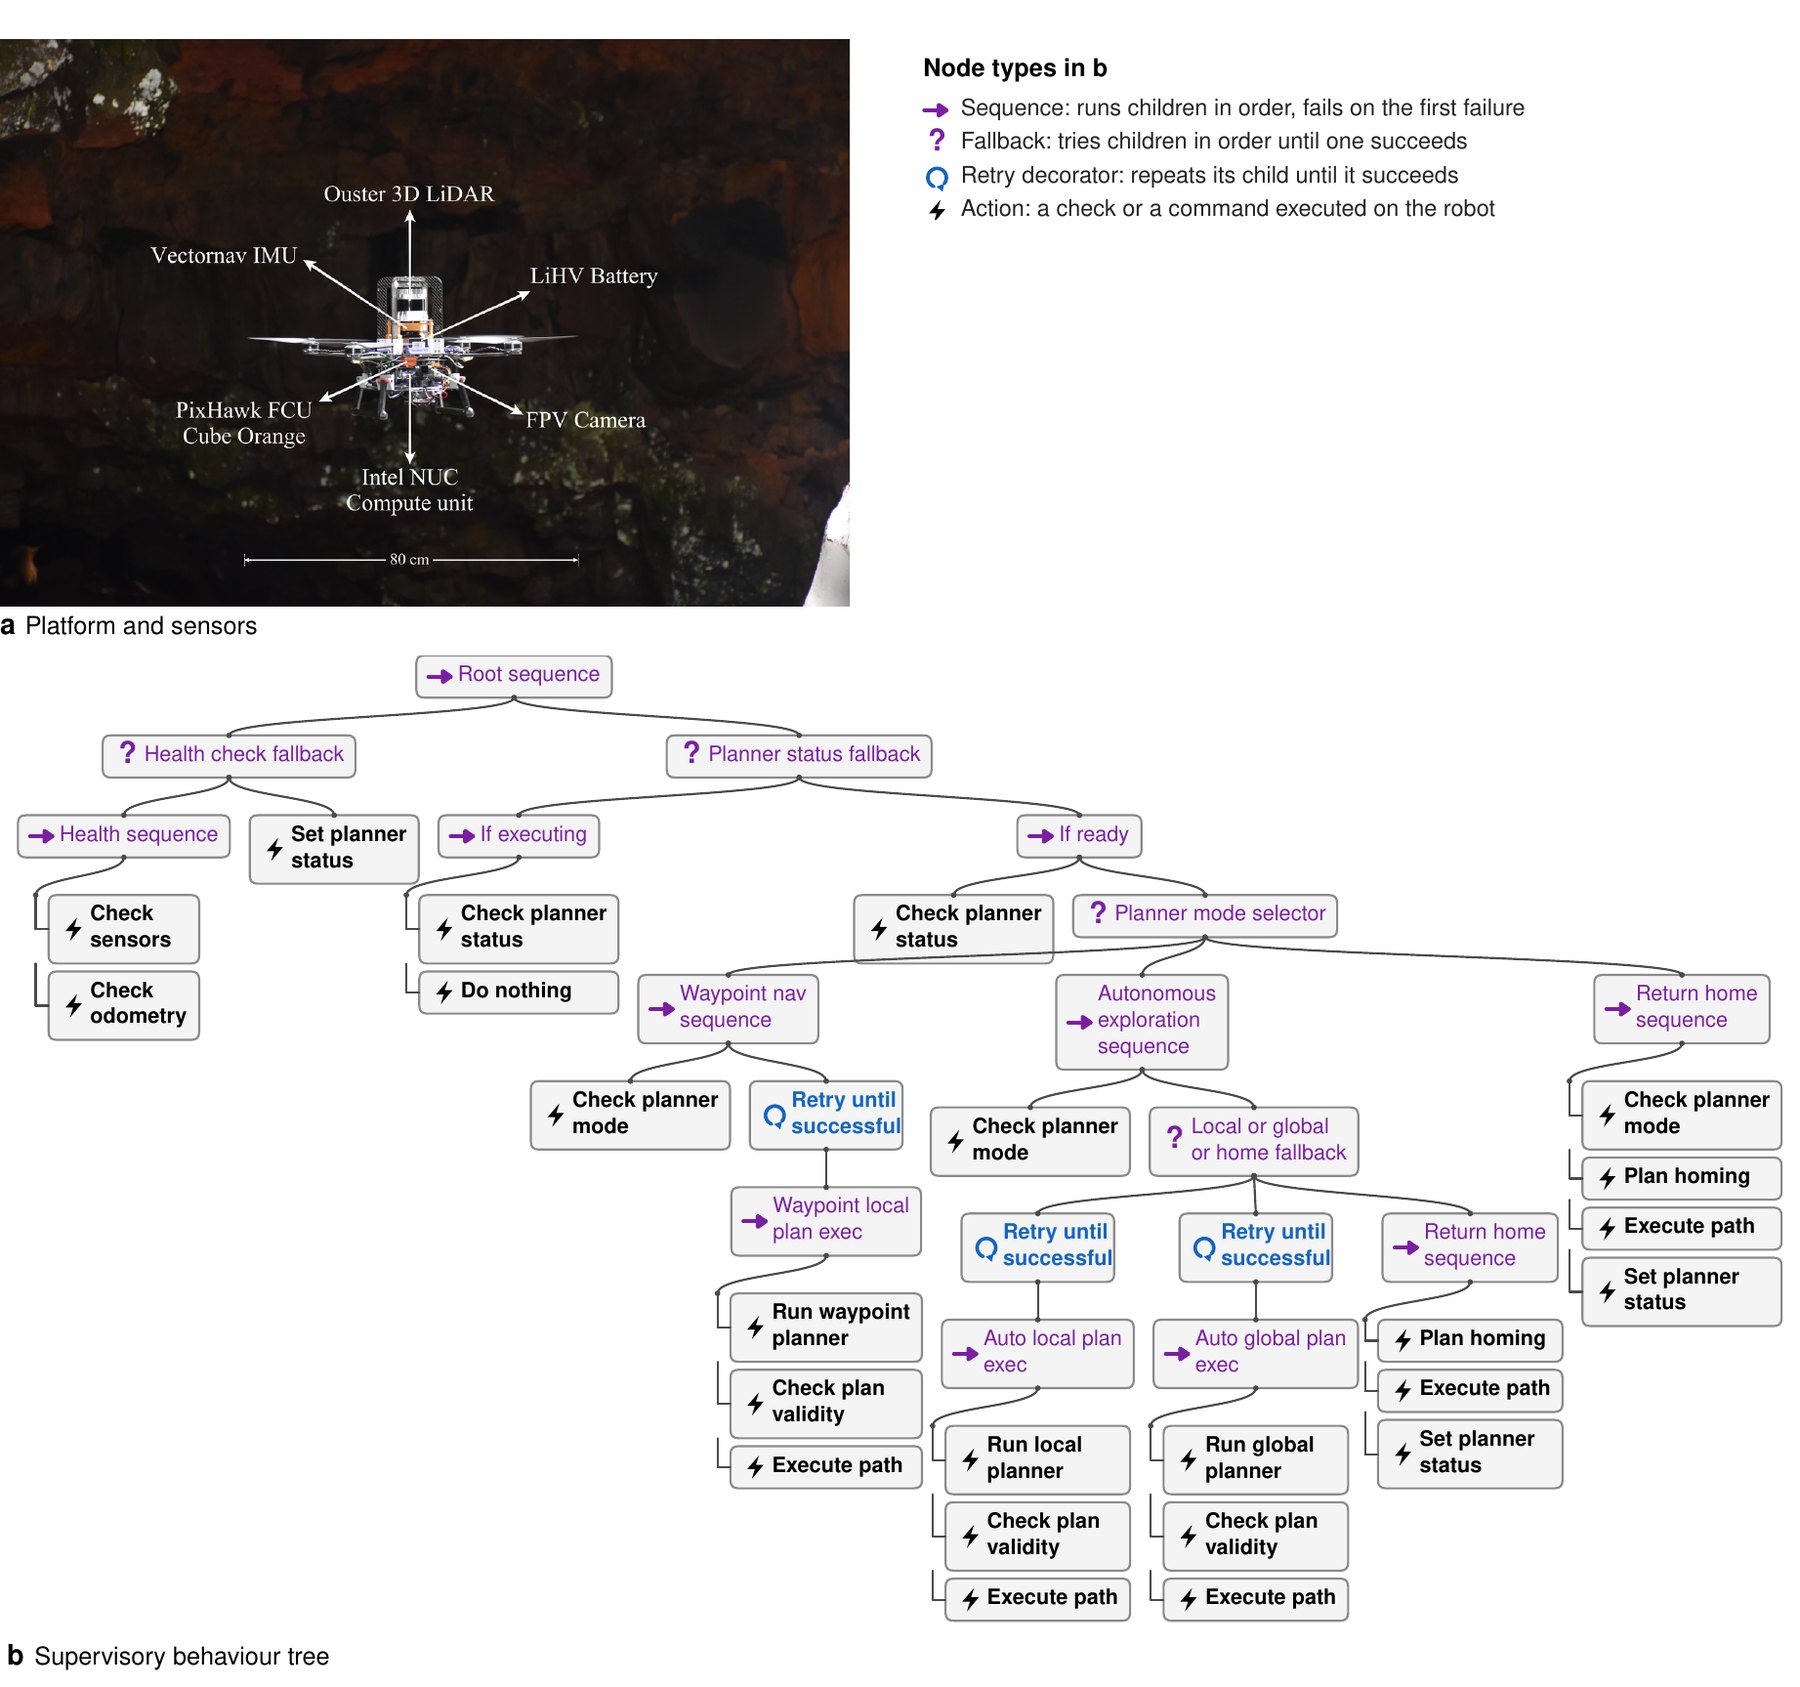 Ouster 3D LiDAR
Vectornav IMU
LiHV Battery
PixHawk FCU
Cube Orange
FPV Camera
Intel NUC
Compute unit
80 cm
a Platform and sensors
Node types in b
Sequence: runs children in order, fails on the first failure
? Fallback: tries children in order until one succeeds
Retry decorator: repeats its child until it succeeds
Action: a check or a command executed on the robot
Root sequence
? Health check fallback
? Planner status fallback
Health sequence
Set planner
status
If executing
If ready
Check
sensors
Check
odometry
Check planner
status
Do nothing
Check planner
status
? Planner mode selector
Waypoint nav
sequence
Autonomous
exploration
sequence
Return home
sequence
Check planner
mode
Retry until
successful
Check planner
mode
? Local or global
or home fallback
Check planner
mode
Plan homing
Execute path
Set planner
status
Waypoint local
plan exec
Retry until
successful
Retry until
successful
Return home
sequence
Run waypoint
planner
Check plan
validity
Execute path
Auto local plan
exec
Auto global plan
exec
Plan homing
Execute path
Set planner
status
Run local
planner
Check plan
validity
Execute path
Run global
planner
Check plan
validity
Execute path
b Supervisory behaviour tree